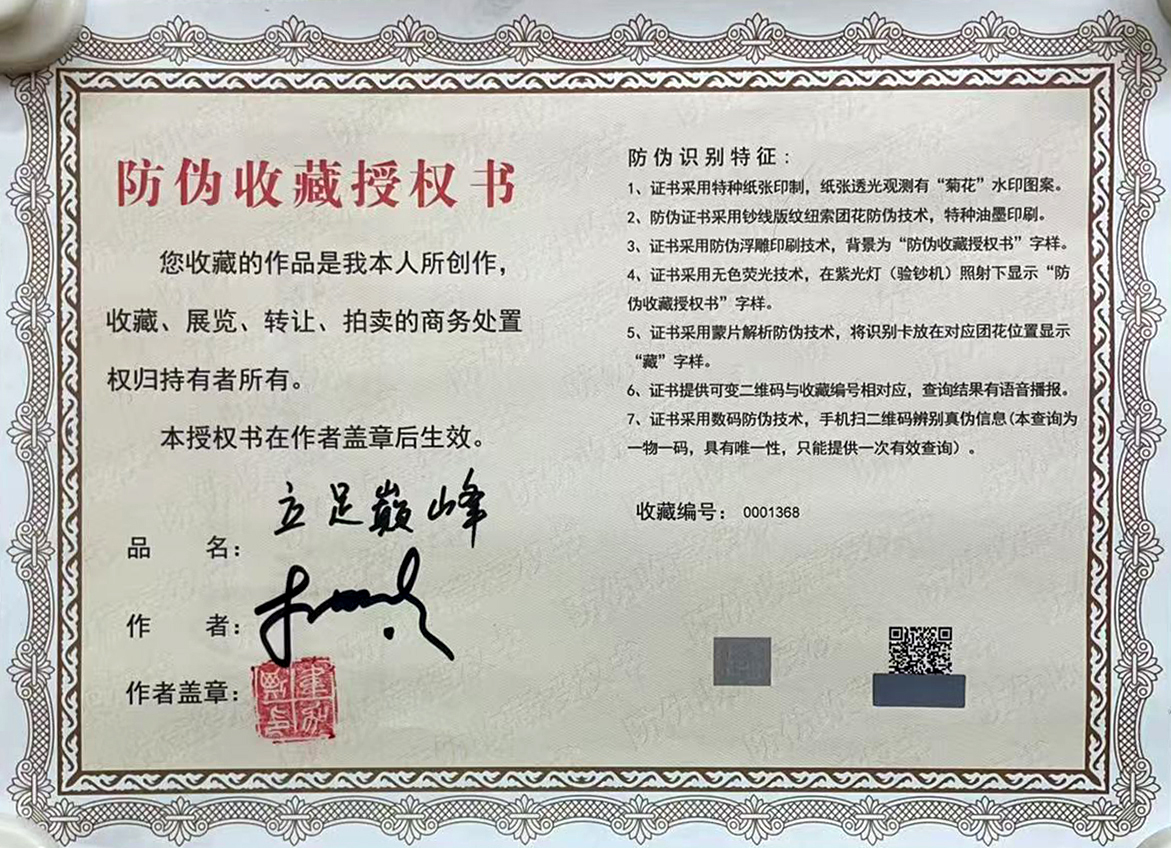 防伪收藏授权书
您收藏的作品是我本人所创作，
收藏、展览、转让、拍卖的商务处置
权归持有者所有。
本授权书在作者盖章后生效。
品　　名：立足巅峰
作　　者：
作者盖章：
防伪识别特征：
1、证书采用特种纸张印制，纸张透光观测有“菊花”水印图案。
2、防伪证书采用钞线版纹纽索团花防伪技术，特种油墨印刷。
3、证书采用防伪浮雕印刷技术，背景为“防伪收藏授权书”字样。
4、证书采用无色荧光技术，在紫光灯（验钞机）照射下显示“防
伪收藏授权书”字样。
5、证书采用蒙片解析防伪技术，将识别卡放在对应团花位置显示
“藏”字样。
6、证书提供可变二维码与收藏编号相对应，查询结果有语音播报。
7、证书采用数码防伪技术，手机扫二维码辨别真伪信息(本查询为
一物一码，具有唯一性，只能提供一次有效查询）。
收藏编号：0001368